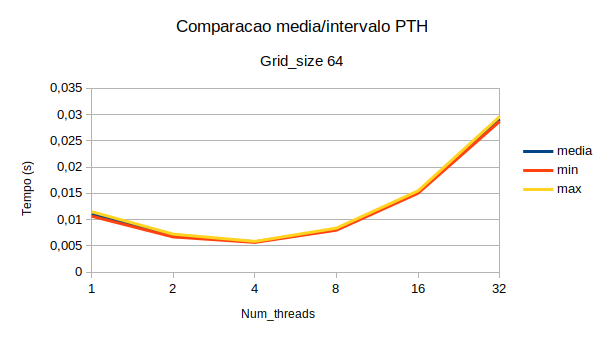 Comparacao media/intervalo PTH
Grid_size 64
0,035
0,03
0,025
0,02
0,015
0,01
0,005
0
Tempo (s)
1 2 4 8 16 32
Num_threads
media
min
max